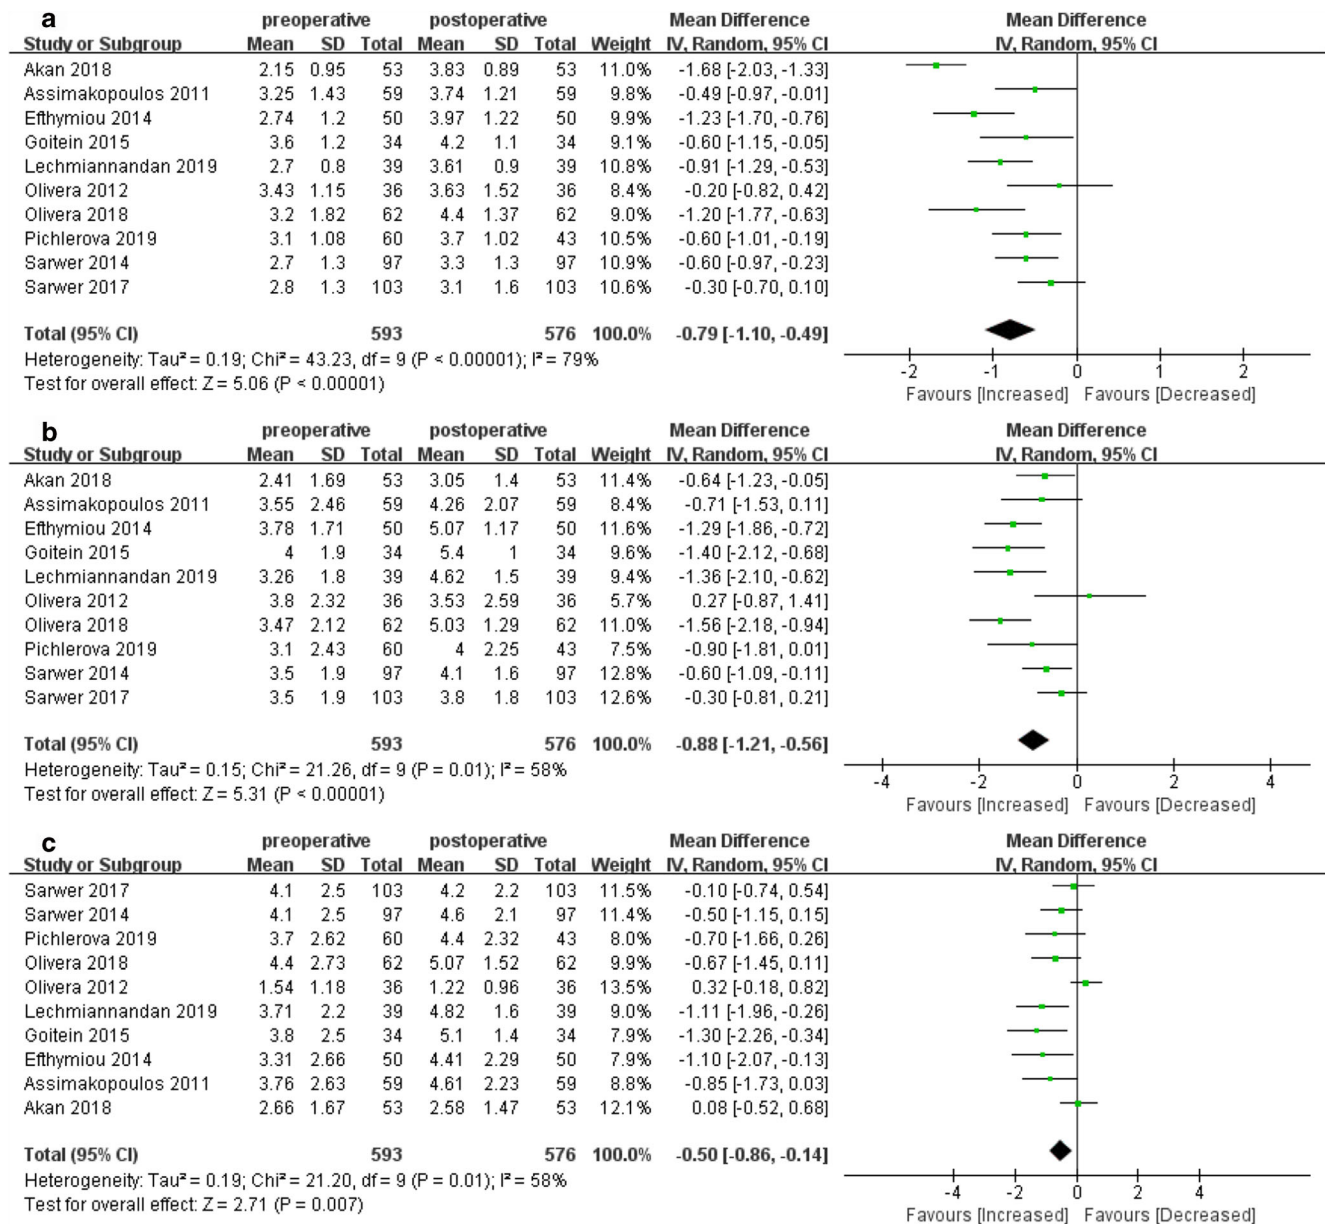 a preoperative postoperative Mean Difference Mean Difference
Study or Subgroup Mean SD Total Mean SD Total Weight IV, Random, 95% CI IV, Random, 95% CI
Akan 2018 2.15 0.95 53 3.83 0.89 53 11.0% -1.68 [-2.03, -1.33]
Assimakopoulos 2011 3.25 1.43 59 3.74 1.21 59 9.8% -0.49 [-0.97, -0.01]
Efthymiou 2014 2.74 1.2 50 3.97 1.22 50 9.9% -1.23 [-1.70, -0.76]
Goitein 2015 3.6 1.2 34 4.2 1.1 34 9.1% -0.60 [-1.15, -0.05]
Lechmiannandan 2019 2.7 0.8 39 3.61 0.9 39 10.8% -0.91 [-1.29, -0.53]
Olivera 2012 3.43 1.15 36 3.63 1.52 36 8.4% -0.20 [-0.82, 0.42]
Olivera 2018 3.2 1.82 62 4.4 1.37 62 9.0% -1.20 [-1.77, -0.63]
Pichlerova 2019 3.1 1.08 60 3.7 1.02 43 10.5% -0.60 [-1.01, -0.19]
Sarwer 2014 2.7 1.3 97 3.3 1.3 97 10.9% -0.60 [-0.97, -0.23]
Sarwer 2017 2.8 1.3 103 3.1 1.6 103 10.6% -0.30 [-0.70, 0.10]
Total (95% CI) 593 576 100.0% -0.79 [-1.10, -0.49]
Heterogeneity: Tau² = 0.19; Chi² = 43.23, df = 9 (P < 0.00001); I² = 79%
Test for overall effect: Z = 5.06 (P < 0.00001)
-2 -1 0 1 2
Favours [Increased] Favours [Decreased]
b preoperative postoperative Mean Difference Mean Difference
Study or Subgroup Mean SD Total Mean SD Total Weight IV, Random, 95% CI IV, Random, 95% CI
Akan 2018 2.41 1.69 53 3.05 1.4 53 11.4% -0.64 [-1.23, -0.05]
Assimakopoulos 2011 3.55 2.46 59 4.26 2.07 59 8.4% -0.71 [-1.53, 0.11]
Efthymiou 2014 3.78 1.71 50 5.07 1.17 50 11.6% -1.29 [-1.86, -0.72]
Goitein 2015 4 1.9 34 5.4 1 34 9.6% -1.40 [-2.12, -0.68]
Lechmiannandan 2019 3.26 1.8 39 4.62 1.5 39 9.4% -1.36 [-2.10, -0.62]
Olivera 2012 3.8 2.32 36 3.53 2.59 36 5.7% 0.27 [-0.87, 1.41]
Olivera 2018 3.47 2.12 62 5.03 1.29 62 11.0% -1.56 [-2.18, -0.94]
Pichlerova 2019 3.1 2.43 60 4 2.25 43 7.5% -0.90 [-1.81, 0.01]
Sarwer 2014 3.5 1.9 97 4.1 1.6 97 12.8% -0.60 [-1.09, -0.11]
Sarwer 2017 3.5 1.9 103 3.8 1.8 103 12.6% -0.30 [-0.81, 0.21]
Total (95% CI) 593 576 100.0% -0.88 [-1.21, -0.56]
Heterogeneity: Tau² = 0.15; Chi² = 21.26, df = 9 (P = 0.01); I² = 58%
Test for overall effect: Z = 5.31 (P < 0.00001)
-4 -2 0 2 4
Favours [Increased] Favours [Decreased]
c preoperative postoperative Mean Difference Mean Difference
Study or Subgroup Mean SD Total Mean SD Total Weight IV, Random, 95% CI IV, Random, 95% CI
Sarwer 2017 4.1 2.5 103 4.2 2.2 103 11.5% -0.10 [-0.74, 0.54]
Sarwer 2014 4.1 2.5 97 4.6 2.1 97 11.4% -0.50 [-1.15, 0.15]
Pichlerova 2019 3.7 2.62 60 4.4 2.32 43 8.0% -0.70 [-1.66, 0.26]
Olivera 2018 4.4 2.73 62 5.07 1.52 62 9.9% -0.67 [-1.45, 0.11]
Olivera 2012 1.54 1.18 36 1.22 0.96 36 13.5% 0.32 [-0.18, 0.82]
Lechmiannandan 2019 3.71 2.2 39 4.82 1.6 39 9.0% -1.11 [-1.96, -0.26]
Goitein 2015 3.8 2.5 34 5.1 1.4 34 7.9% -1.30 [-2.26, -0.34]
Efthymiou 2014 3.31 2.66 50 4.41 2.29 50 7.9% -1.10 [-2.07, -0.13]
Assimakopoulos 2011 3.76 2.63 59 4.61 2.23 59 8.8% -0.85 [-1.73, 0.03]
Akan 2018 2.66 1.67 53 2.58 1.47 53 12.1% 0.08 [-0.52, 0.68]
Total (95% CI) 593 576 100.0% -0.50 [-0.86, -0.14]
Heterogeneity: Tau² = 0.19; Chi² = 21.20, df = 9 (P = 0.01); I² = 58%
Test for overall effect: Z = 2.71 (P = 0.007)
-4 -2 0 2 4
Favours [Increased] Favours [Decreased]